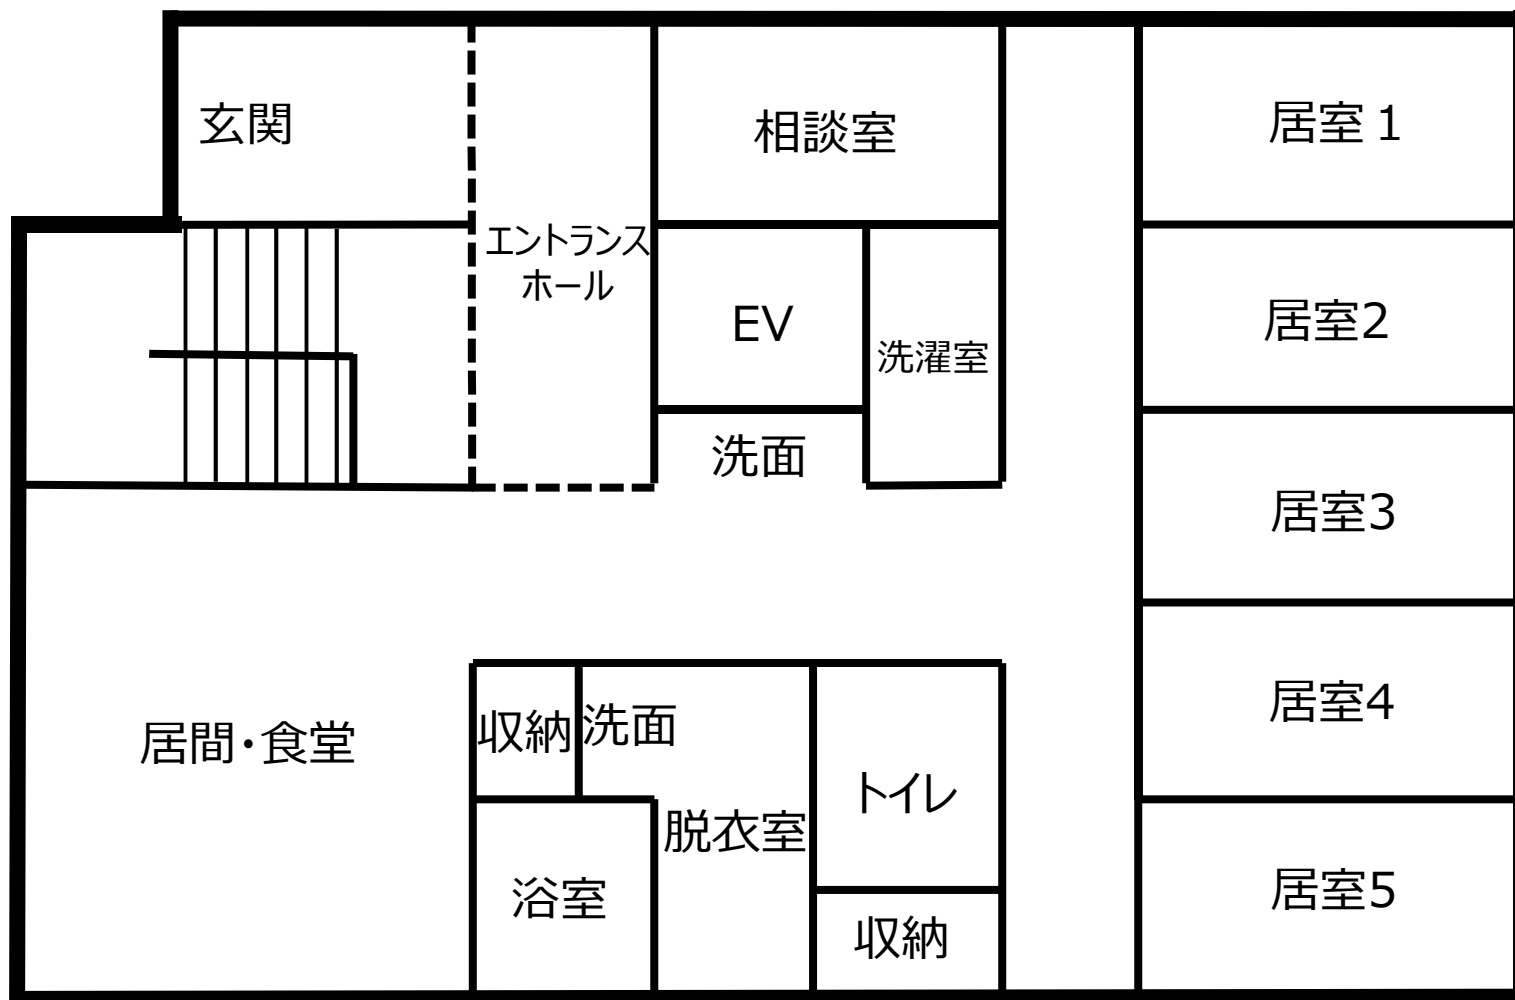 玄関
相談室
居室１
エントランス
ホール
EV
洗濯室
居室2
洗面
居室3
居間・食堂
収納
洗面
脱衣室
トイレ
居室4
浴室
収納
居室5